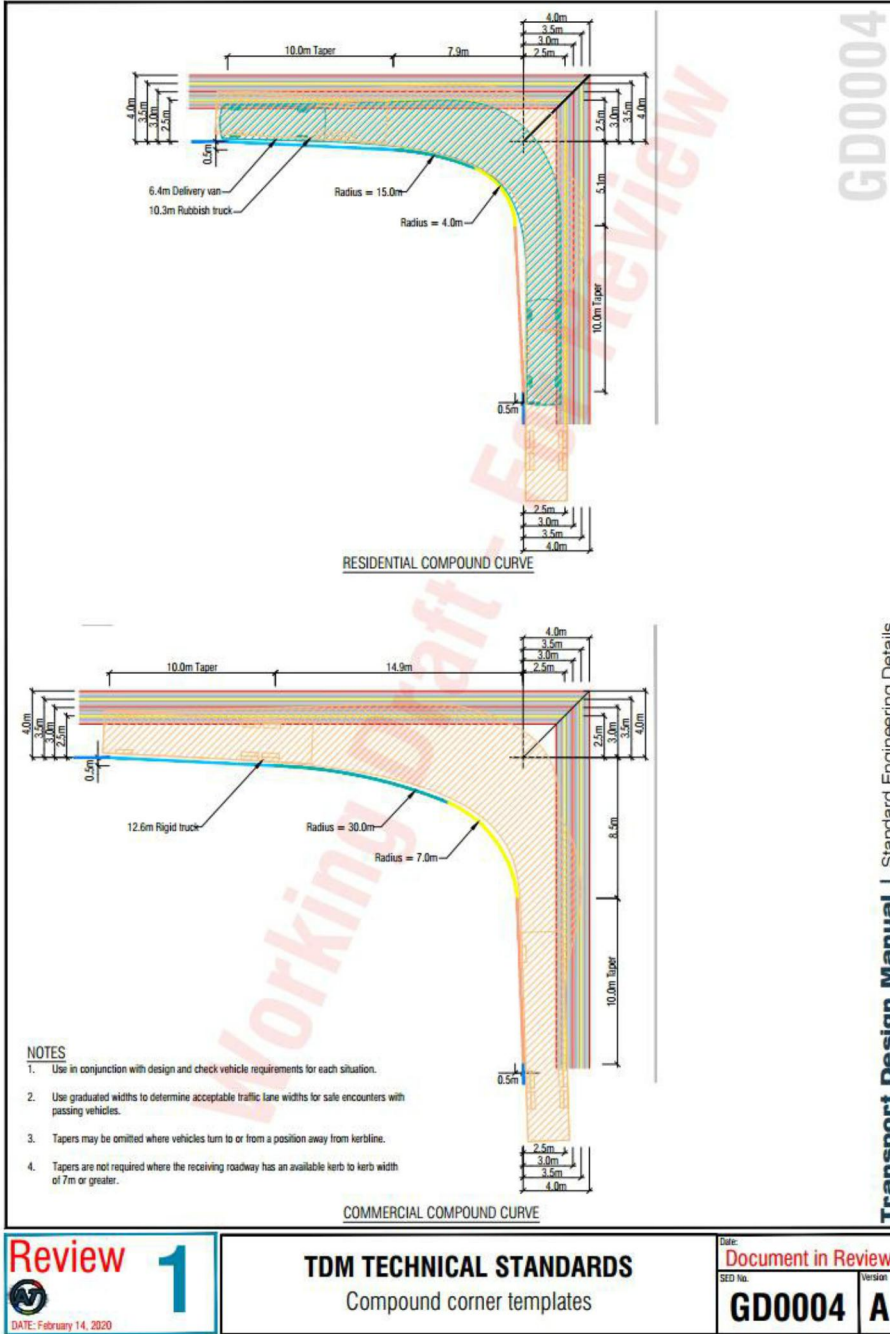 GD0004
4.0m
3.5m
3.0m
2.5m
10.0m Taper
7.9m
4.0m
3.5m
3.0m
2.5m
2.5m
3.0m
3.5m
4.0m
0.5m
6.4m Delivery van
10.3m Rubbish truck
Radius = 15.0m
Radius = 4.0m
5.1m
10.0m Taper
0.5m
2.5m
3.0m
3.5m
4.0m
RESIDENTIAL COMPOUND CURVE
Working Draft - For Review
4.0m
3.5m
3.0m
2.5m
10.0m Taper
14.9m
4.0m
3.5m
3.0m
2.5m
2.5m
3.0m
3.5m
4.0m
0.5m
12.6m Rigid truck
Radius = 30.0m
Radius = 7.0m
8.5m
10.0m Taper
0.5m
2.5m
3.0m
3.5m
4.0m
NOTES
1. Use in conjunction with design and check vehicle requirements for each situation.
2. Use graduated widths to determine acceptable traffic lane widths for safe encounters with
passing vehicles.
3. Tapers may be omitted where vehicles turn to or from a position away from kerbline.
4. Tapers are not required where the receiving roadway has an available kerb to kerb width
of 7m or greater.
COMMERCIAL COMPOUND CURVE
Transport Design Manual | Standard Engineering Details
Review 1
AT
DATE: February 14, 2020
TDM TECHNICAL STANDARDS
Compound corner templates
Date:
Document in Review
SED No.
GD0004
Version
A